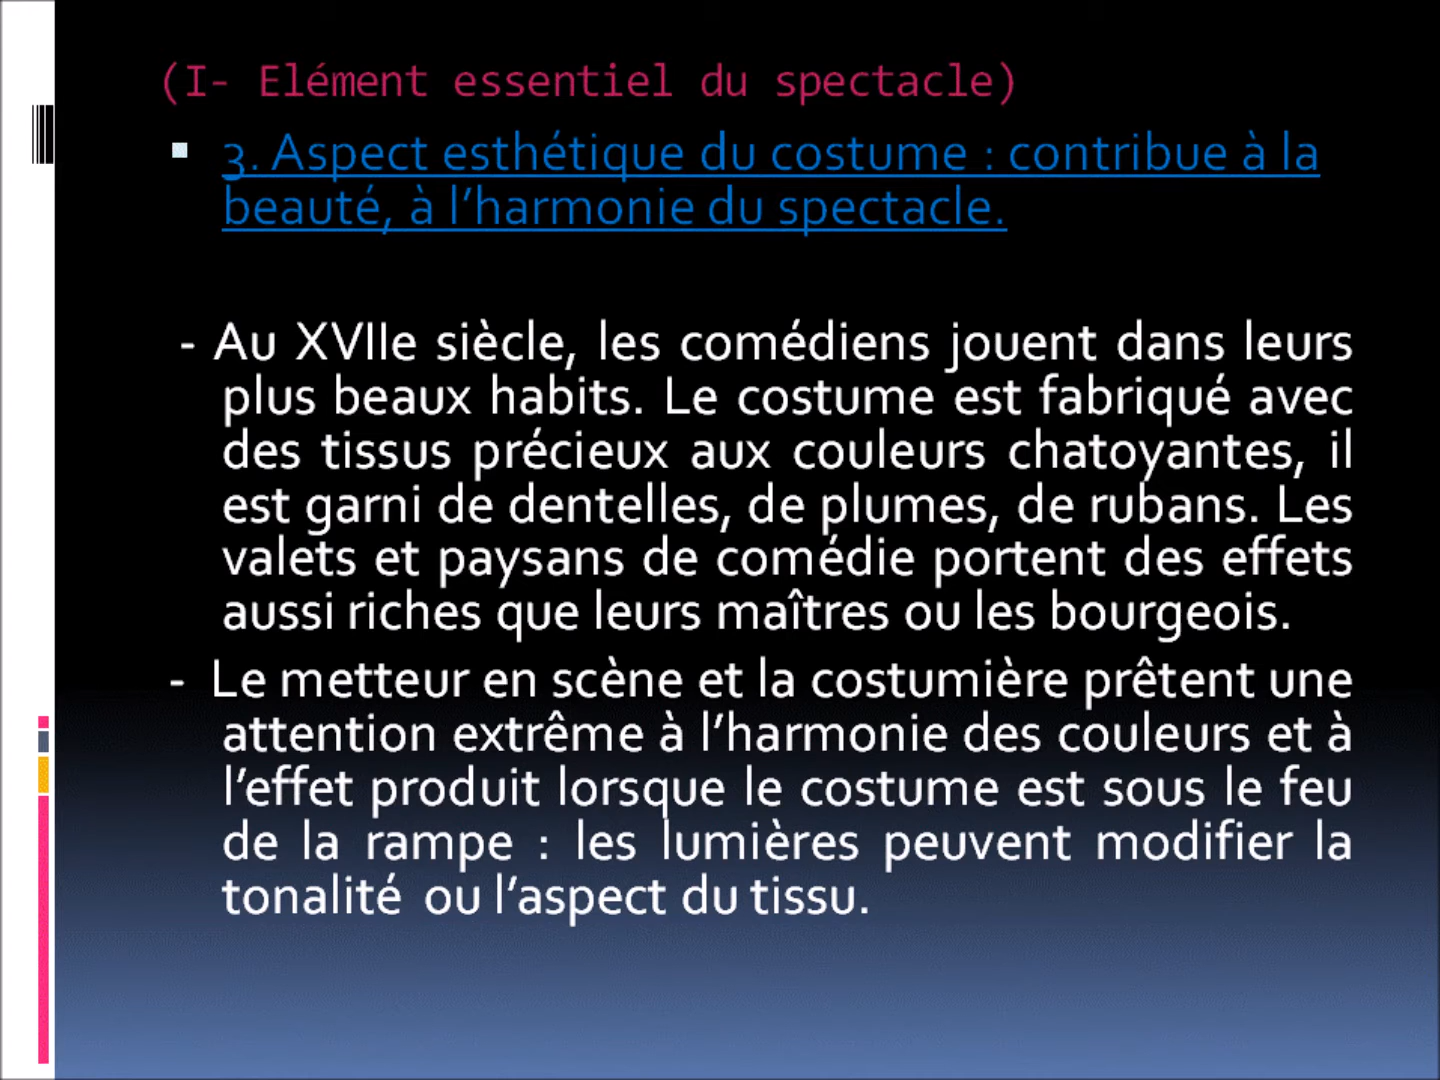 (I- Elément essentiel du spectacle)
▪ 3. Aspect esthétique du costume : contribue à la
beauté, à l’harmonie du spectacle.
- Au XVIIe siècle, les comédiens jouent dans leurs
plus beaux habits. Le costume est fabriqué avec
des tissus précieux aux couleurs chatoyantes, il
est garni de dentelles, de plumes, de rubans. Les
valets et paysans de comédie portent des effets
aussi riches que leurs maîtres ou les bourgeois.
- Le metteur en scène et la costumière prêtent une
attention extrême à l’harmonie des couleurs et à
l’effet produit lorsque le costume est sous le feu
de la rampe : les lumières peuvent modifier la
tonalité ou l’aspect du tissu.